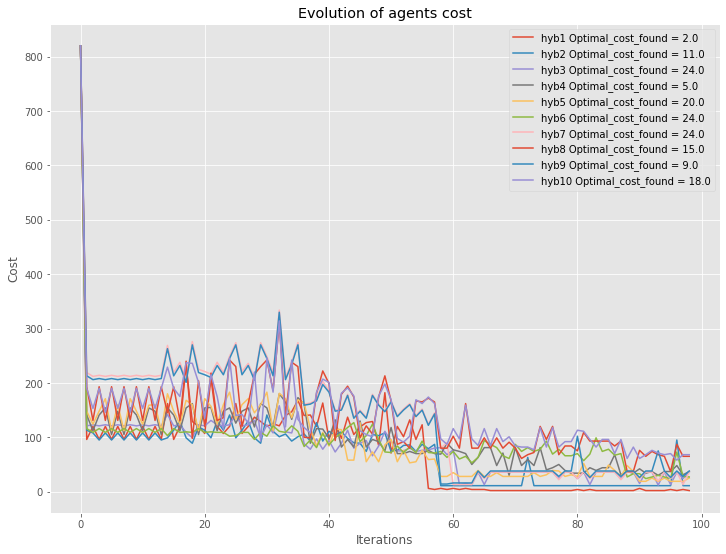 Evolution of agents cost
hyb1 Optimal_cost_found = 2.0
hyb2 Optimal_cost_found = 11.0
hyb3 Optimal_cost_found = 24.0
hyb4 Optimal_cost_found = 5.0
hyb5 Optimal_cost_found = 20.0
hyb6 Optimal_cost_found = 24.0
hyb7 Optimal_cost_found = 24.0
hyb8 Optimal_cost_found = 15.0
hyb9 Optimal_cost_found = 9.0
hyb10 Optimal_cost_found = 18.0
Cost
800
700
600
500
400
300
200
100
0
0 20 40 60 80 100
Iterations